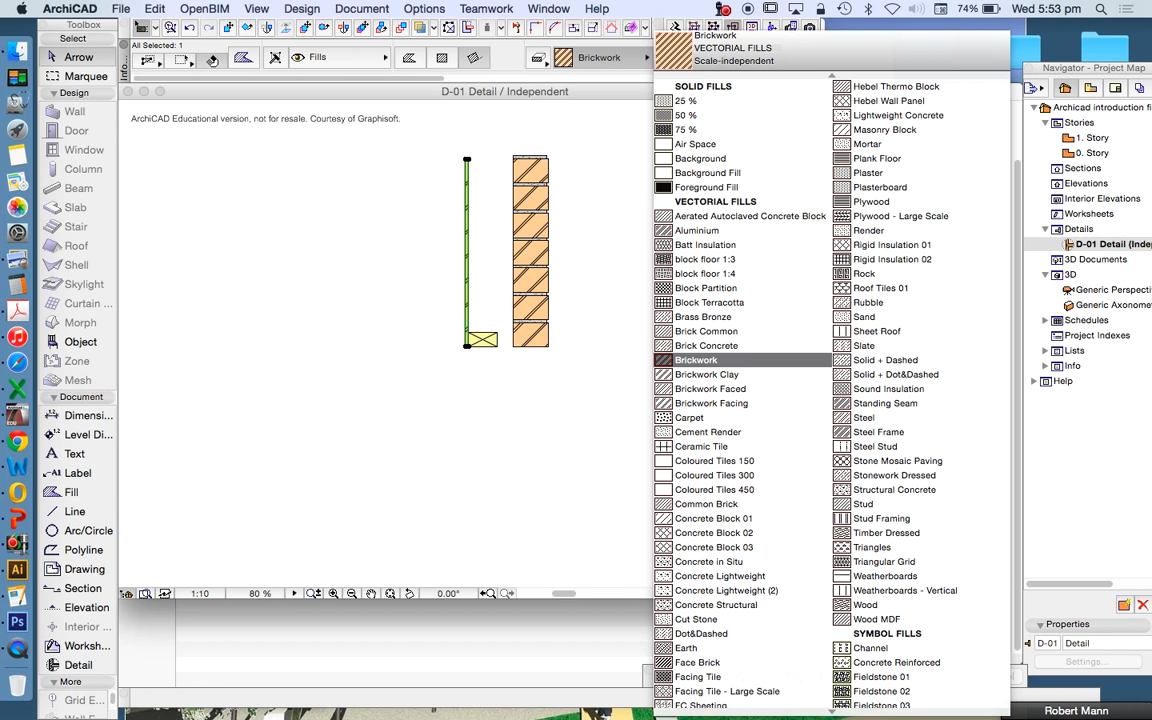 ArchiCAD File Edit View OpenBIM Design Document Options Teamwork Window Help 74% Wed 5:53 pm
Toolbox
Select
Arrow
Marquee
Design
Wall
Door
Window
Column
Beam
Slab
Stair
Roof
Shell
Skylight
Curtain ...
Morph
Object
Zone
Mesh
Document
Dimensi...
Level Di...
Text
Label
Fill
Line
Arc/Circle
Polyline
Drawing
Section
Elevation
Interior ...
Worksh...
Detail
More
Grid E...
Info...
All Selected: 1
Fills
Brickwork
D-01 Detail / Independent
ArchiCAD Educational version, not for resale. Courtesy of Graphisoft.
1:10
80 %
0.00°
Brickwork
VECTORIAL FILLS
Scale-independent
SOLID FILLS
25 %
50 %
75 %
Air Space
Background
Background Fill
Foreground Fill
VECTORIAL FILLS
Aerated Autoclaved Concrete Block
Aluminium
Batt Insulation
block floor 1:3
block floor 1:4
Block Partition
Block Terracotta
Brass Bronze
Brick Common
Brick Concrete
Brickwork
Brickwork Clay
Brickwork Faced
Brickwork Facing
Carpet
Cement Render
Ceramic Tile
Coloured Tiles 150
Coloured Tiles 300
Coloured Tiles 450
Common Brick
Concrete Block 01
Concrete Block 02
Concrete Block 03
Concrete in Situ
Concrete Lightweight
Concrete Lightweight (2)
Concrete Structural
Cut Stone
Dot&Dashed
Earth
Face Brick
Facing Tile
Facing Tile - Large Scale
FC Sheeting
Hebel Thermo Block
Hebel Wall Panel
Lightweight Concrete
Masonry Block
Mortar
Plank Floor
Plaster
Plasterboard
Plywood
Plywood - Large Scale
Render
Rigid Insulation 01
Rigid Insulation 02
Rock
Roof Tiles 01
Rubble
Sand
Sheet Roof
Slate
Solid + Dashed
Solid + Dot&Dashed
Sound Insulation
Standing Seam
Steel
Steel Frame
Steel Stud
Stone Mosaic Paving
Stonework Dressed
Structural Concrete
Stud
Stud Framing
Timber Dressed
Triangles
Triangular Grid
Weatherboards
Weatherboards - Vertical
Wood
Wood MDF
SYMBOL FILLS
Channel
Concrete Reinforced
Fieldstone 01
Fieldstone 02
Fieldstone 03
Navigator - Project Map
Archicad introduction fi
Stories
1. Story
0. Story
Sections
Elevations
Interior Elevations
Worksheets
Details
D-01 Detail (Inde
3D Documents
3D
Generic Perspecti
Generic Axonome
Schedules
Project Indexes
Lists
Info
Help
Properties
D-01 Detail
Settings...
Robert Mann